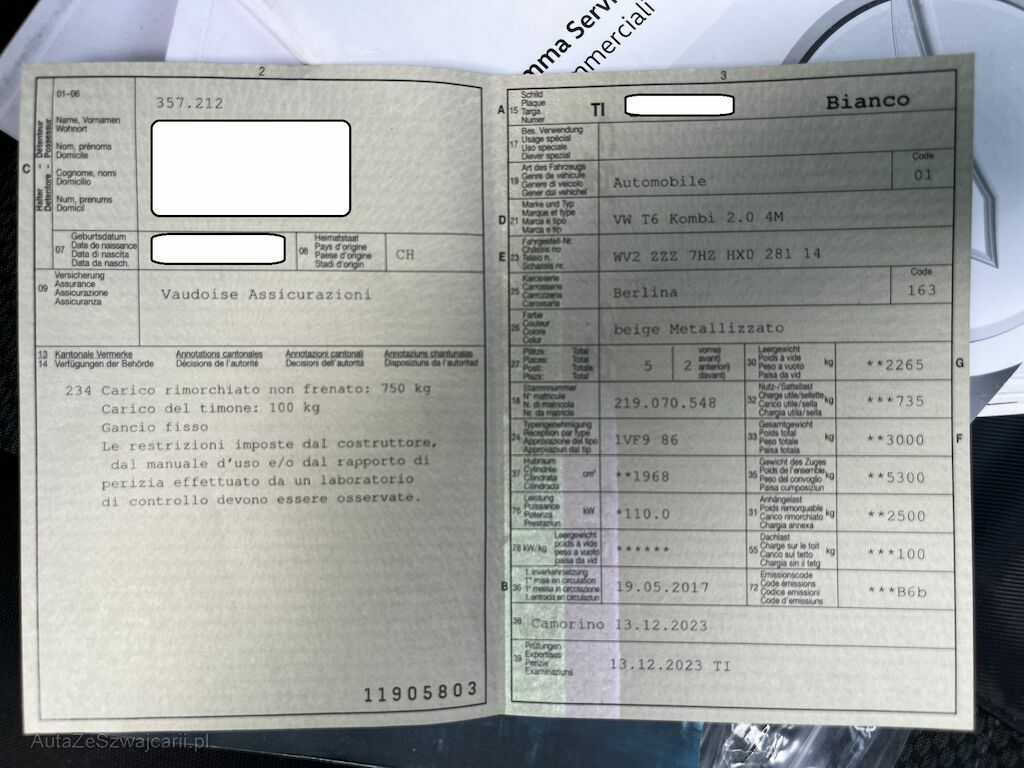 mma Servi
mmerciali
2
01-06
357.212
C
Halter Détenteur
Detentore Possessur
Name, Vornamen
Wohnort
Nom, prénoms
Domicile
Cognome, nomi
Domicilio
Num, prenums
Domicil
07
Geburtsdatum
Date de naissance
Data di nascita
Data da nasch.
08
Heimatstaat
Pays d'origine
Paese d'origine
Stadi d'origin
CH
09
Versicherung
Assurance
Assicurazione
Assicuranza
Vaudoise Assicurazioni
13 Kantonale Vermerke Annotations cantonales Annotazioni cantonali Annotaziuns chantunalas
14 Verfügungen der Behörde Décisions de l'autorité Decisioni dell'autorità Disposiziuns da l'autoritad
234 Carico rimorchiato non frenato: 750 kg
Carico del timone: 100 kg
Gancio fisso
Le restrizioni imposte dal costruttore,
dal manuale d'uso e/o dal rapporto di
perizia effettuato da un laboratorio
di controllo devono essere osservate.
11905803
3
A
15
Schild
Plaque
Targa
Numer
TI
Bianco
17
Bes. Verwendung
Usage spécial
Uso speciale
Diever spezial
19
Art des Fahrzeugs
Genre de véhicule
Genere di veicolo
Gener dal vehichel
Automobile
Code
01
D
21
Marke und Typ
Marque et type
Marca e tipo
Marca e tip
VW T6 Kombi 2.0 4M
E
23
Fahrgestell-Nr.
Châssis no
Telaio n.
Schassis nr.
WV2 ZZZ 7HZ HX0 281 14
25
Karosserie
Carrosserie
Carrozzeria
Carossaria
Berlina
Code
163
26
Farbe
Couleur
Colore
Colur
beige Metallizzato
27
Plätze: Total
Places: Total
Posti: Totale
Plazs: Total
5
2
vorne)
avant)
anteriori)
davant)
30
Leergewicht
Poids à vide
Peso a vuoto
Paisa da vid
kg
**2265
G
18
Stammnummer
N° matricule
N. di matricola
Nr. da matricla
219.070.548
32
Nutz-/Sattellast
Charge utile/sellette
Carico utile/sella
Chargia utila/sella
kg
***735
24
Typengenehmigung
Réception par type
Approvazione del tipo
Approvaziun dal tip
1VF9 86
33
Gesamtgewicht
Poids total
Peso totale
Paisa totala
kg
**3000
F
37
Hubraum
Cylindrée
Cilindrata
Cilindrada
cm³
**1968
35
Gewicht des Zuges
Poids de l'ensemble
Peso del convoglio
Paisa cumposiziun
kg
**5300
76
Leistung
Puissance
Potenza
Prestaziun
kW
*110.0
31
Anhängelast
Poids remorquable
Carico rimorchiato
Chargia annexa
kg
**2500
78 kW/kg
Leergewicht
poids à vide
peso a vuoto
paisa da vid
******
55
Dachlast
Charge sur le toit
Carico sul tetto
Chargia sin il tetg
kg
***100
B
36
1. Inverkehrsetzung
1re mise en circulation
1a messa in circolazione
1. entrada en circulaziun
19.05.2017
72
Emissionscode
Code émissions
Codice emissioni
Code d'emissiuns
***B6b
38
Camorino 13.12.2023
39
Prüfungen
Expertises
Perizie
Examinaziuns
13.12.2023 TI
AutaZeSzwajcarii.pl